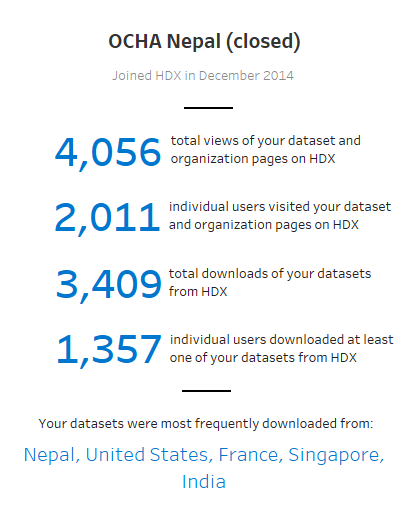 OCHA Nepal (closed)
Joined HDX in December 2014
4,056 total views of your dataset and
organization pages on HDX
2,011 individual users visited your dataset
and organization pages on HDX
3,409 total downloads of your datasets
from HDX
1,357 individual users downloaded at least
one of your datasets from HDX
Your datasets were most frequently downloaded from:
Nepal, United States, France, Singapore,
India